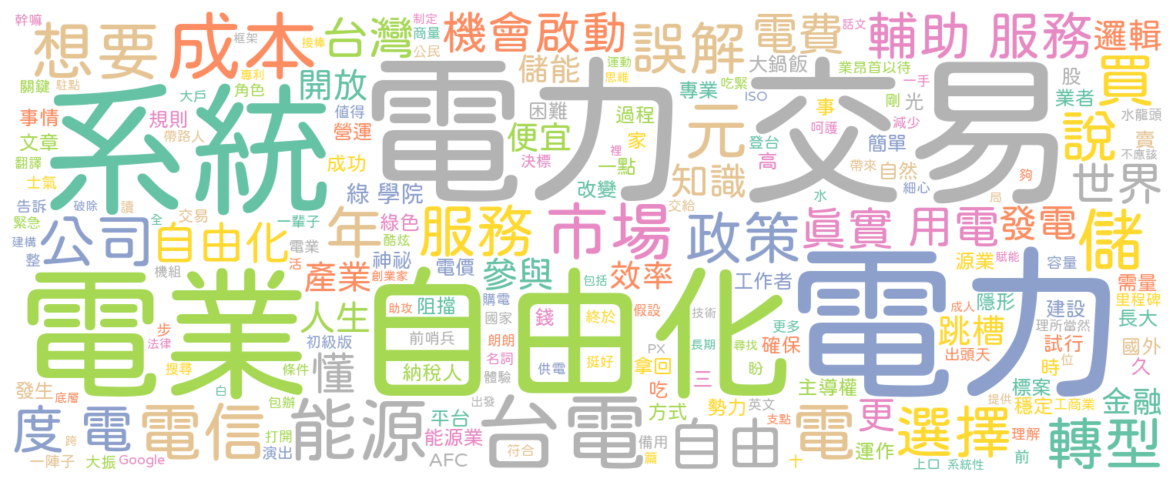 幹嘛
制定
話文
想要
成本
框架
台灣
商量
接棒
公民
機會 啟動
誤解
運動
思維
電費
輔助 服務
邏輯
關鍵
駐點
專利
角色
儲能
大鍋飯
業昂首以待
一手
股
買
系統
電力 交易
大戶
開放
困難
過程
專業
吃緊
ISO
事
剛
光
業者
水龍頭
事情
規則
值得
營運
便宜
家
元
呵護
減少
簡單
儲
說
賣
文章
帶路人
決標
裡
一點
登台
高
不應該
翻譯
成功
知識
帶來
自然
世界
士氣
綠 學院
改變
水
細心
夠
告訴
破除
讀
一輩子
綠色
交給
局
緊急
全
交易
年
服務
市場
政策
真實 用電
發電
建構
公司
自由化
電業
酷炫
整
機組
活
神祕
電價
參與
效率
工作者
源業
賦能
容量
需量
產業
創業家
購電
包括
成人
隱形
建設
里程碑
電業 自由化
電力
助攻
阻擋
國家
錢
終於
假設
技術
更多
理所當然
長大
步
人生
初級版
前哨兵
朗朗
PX
長期
尋找
確保
跳槽
出頭天
試行
國外
法律
搜尋
條件
懂
納稅人
名詞
體驗
供電
挺好
拿回
盼
時
位
久
發生
底層
白
包辦
出發
吃
三
主導權
標案
提供
工商業
金融
度 電
電信
能源
平台
台電
方式
勢力
英文
支點
電
更
選擇
穩定
轉型
跨
打開
能源業
自由
備用
運作
理解
前
一陣子
大振
Google
演出
AFC
符合
篇
十
上口
系統性